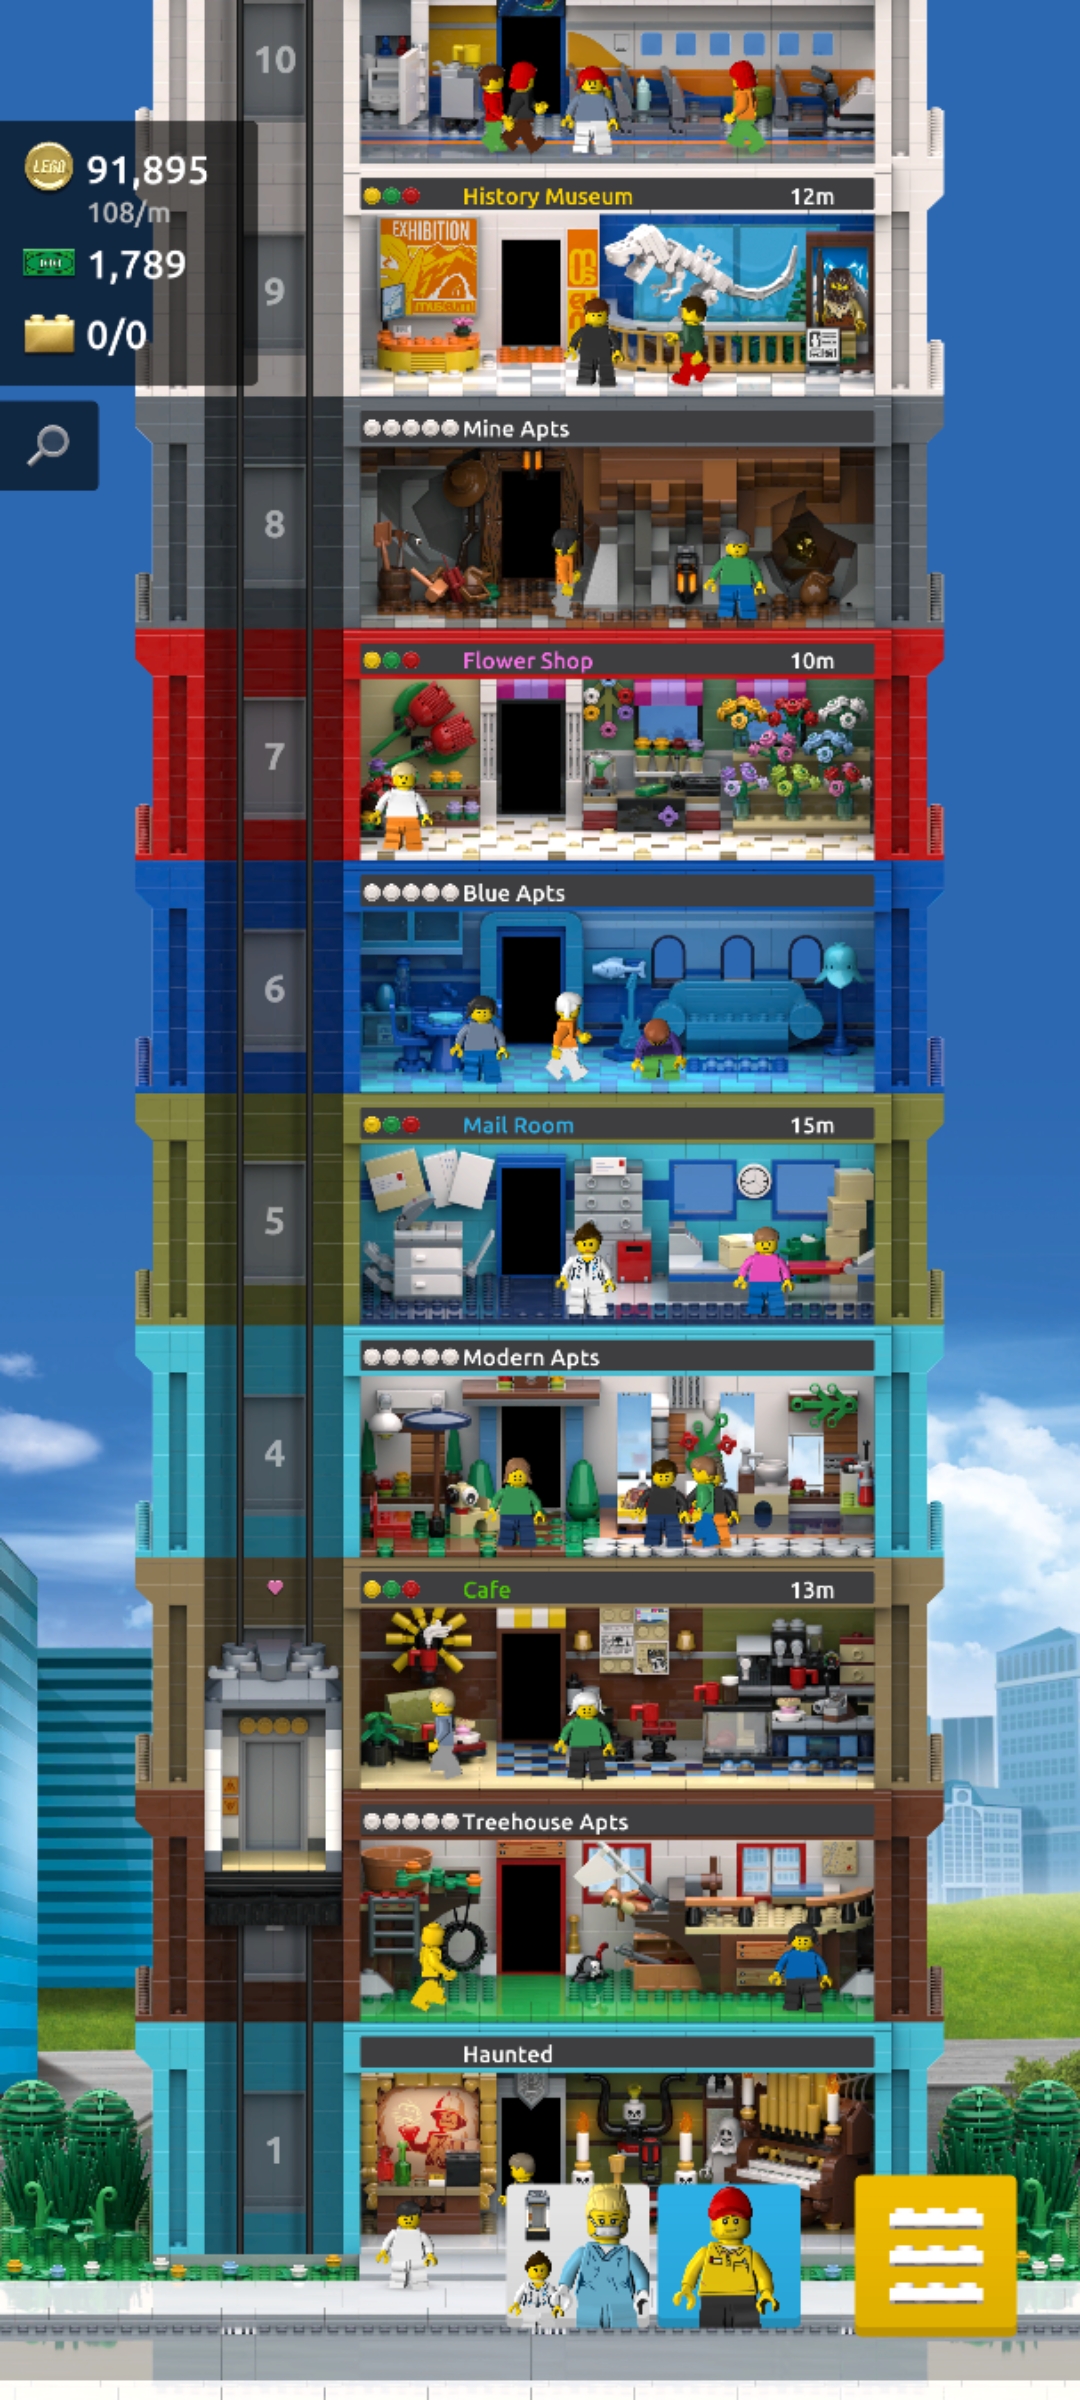 10
LEGO
91,895
108/m
1,789
0/0
History Museum 12m
EXHIBITION
museum
9
Mine Apts
8
Flower Shop 10m
7
Blue Apts
6
Mail Room 15m
5
Modern Apts
4
Cafe 13m
Treehouse Apts
Haunted
1